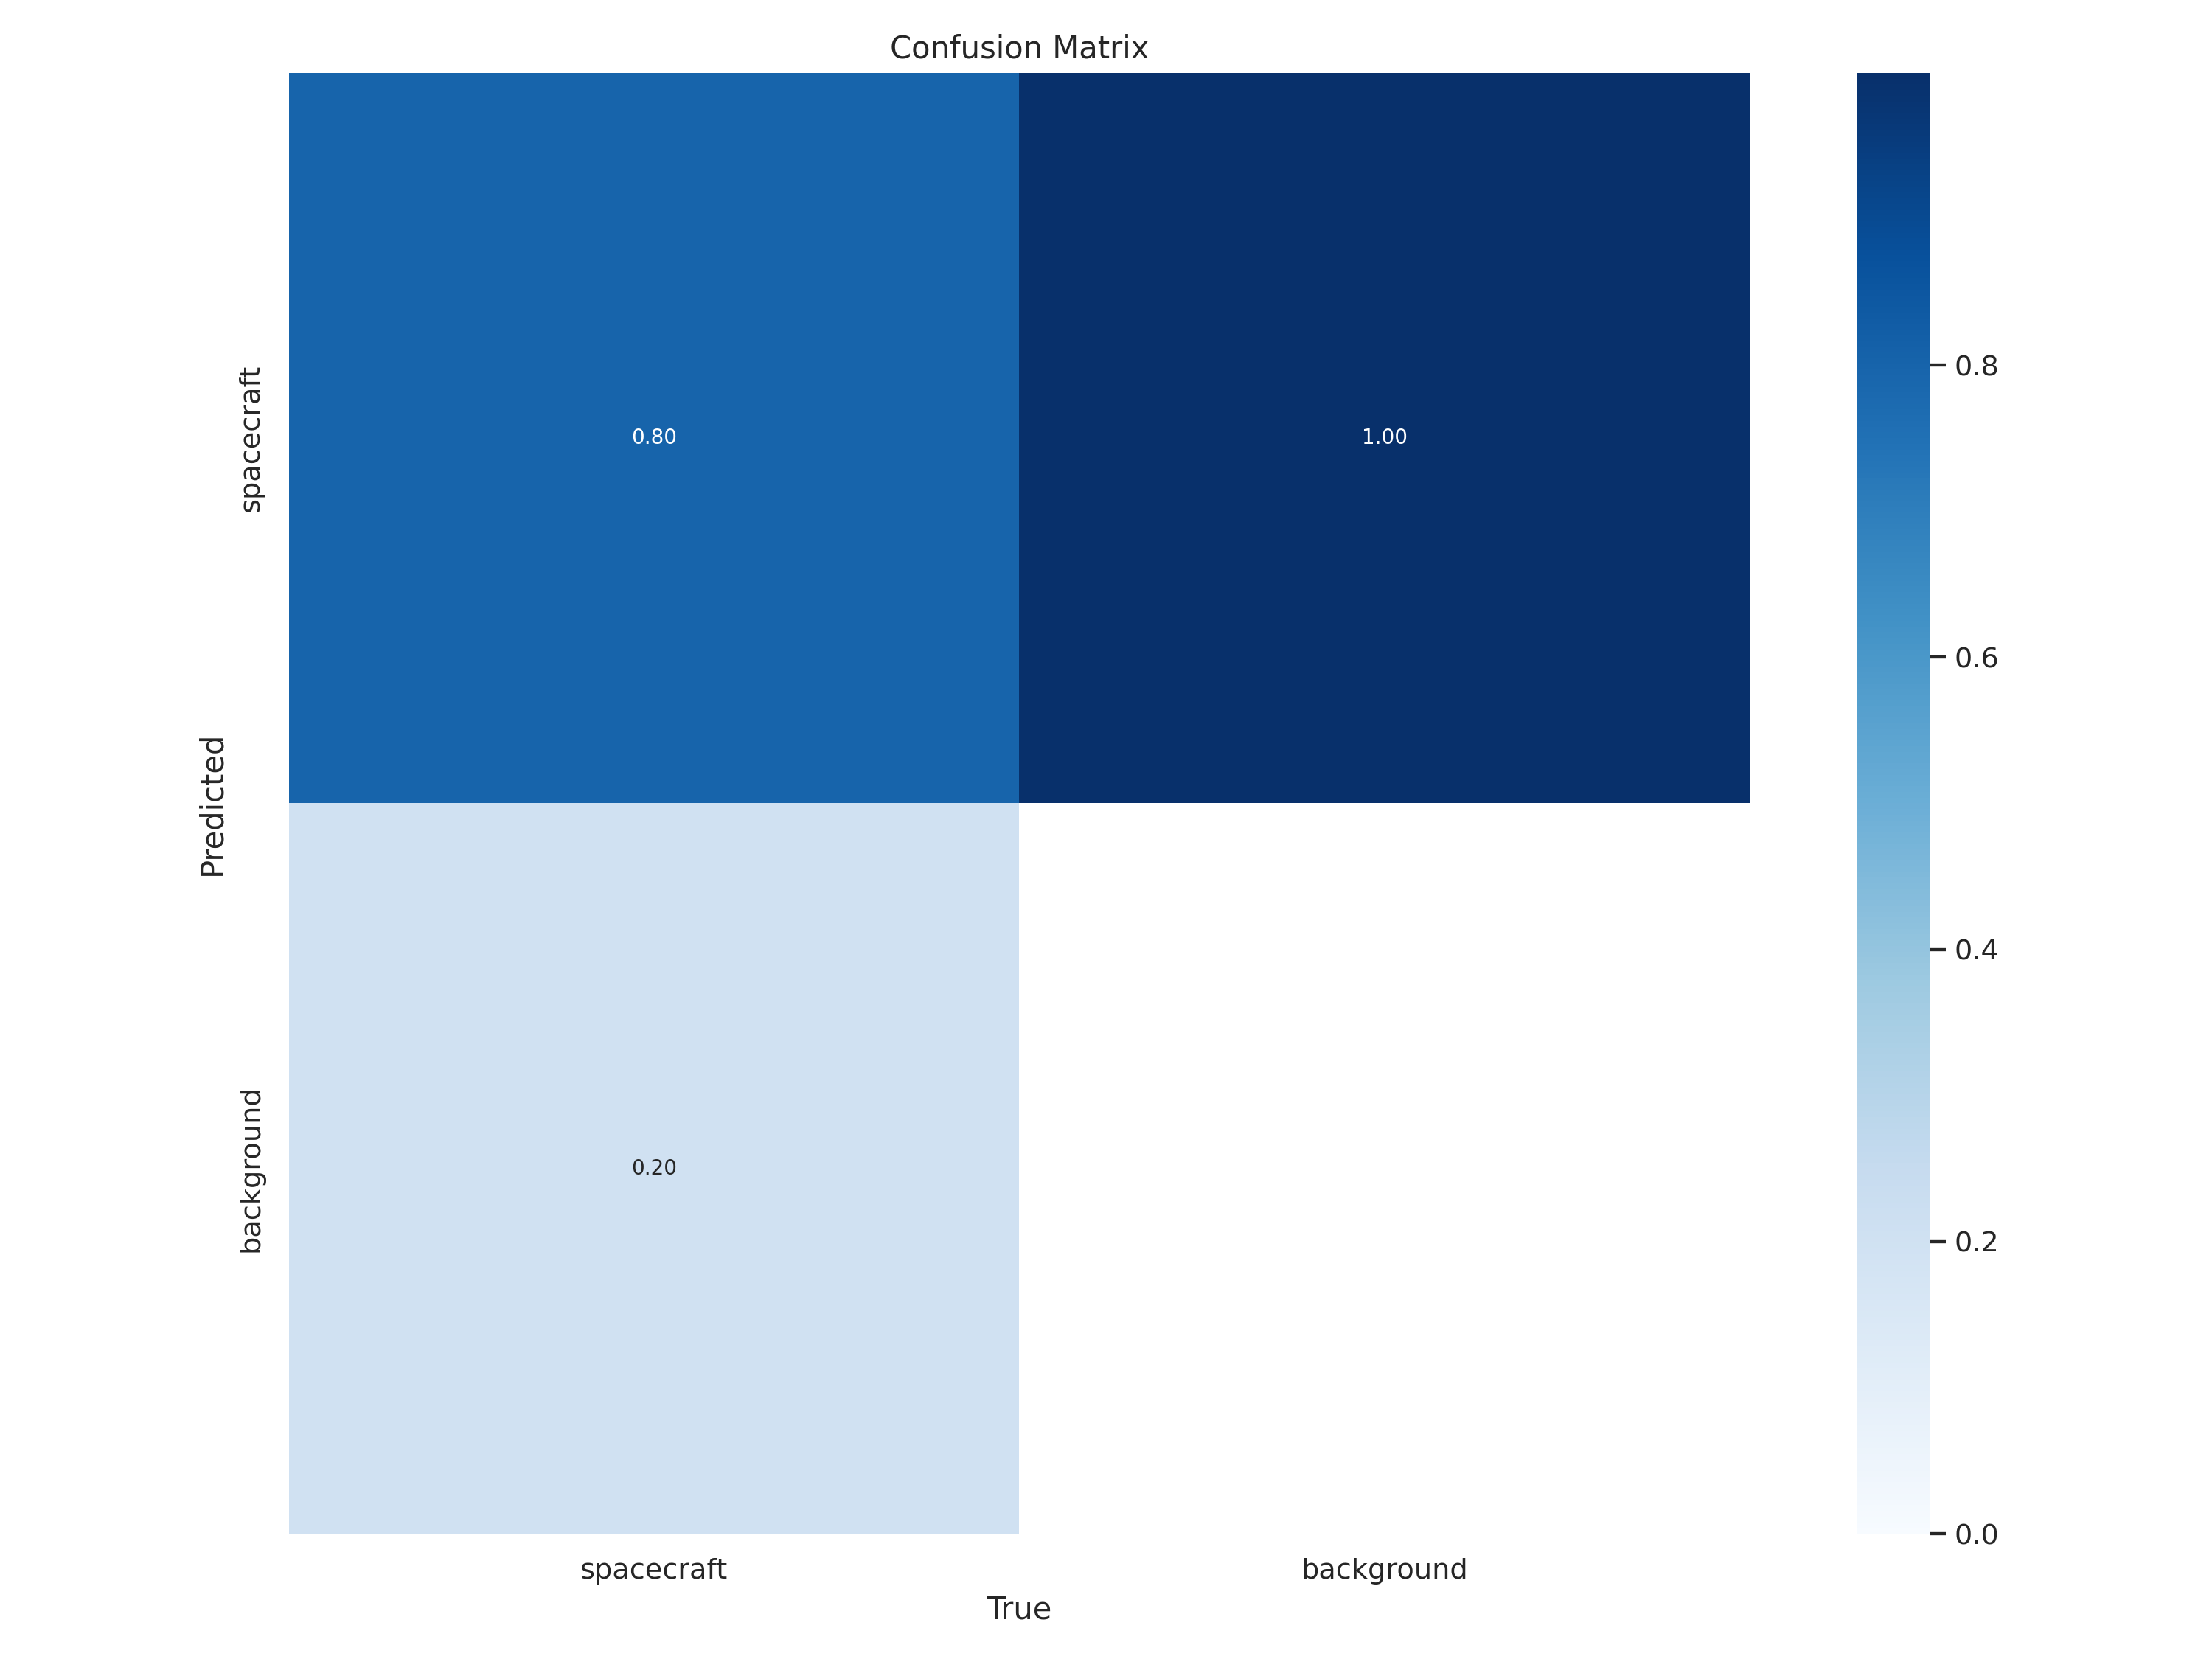 Confusion Matrix
spacecraft
background
Predicted
0.80
1.00
0.20
spacecraft
background
True
0.8
0.6
0.4
0.2
0.0